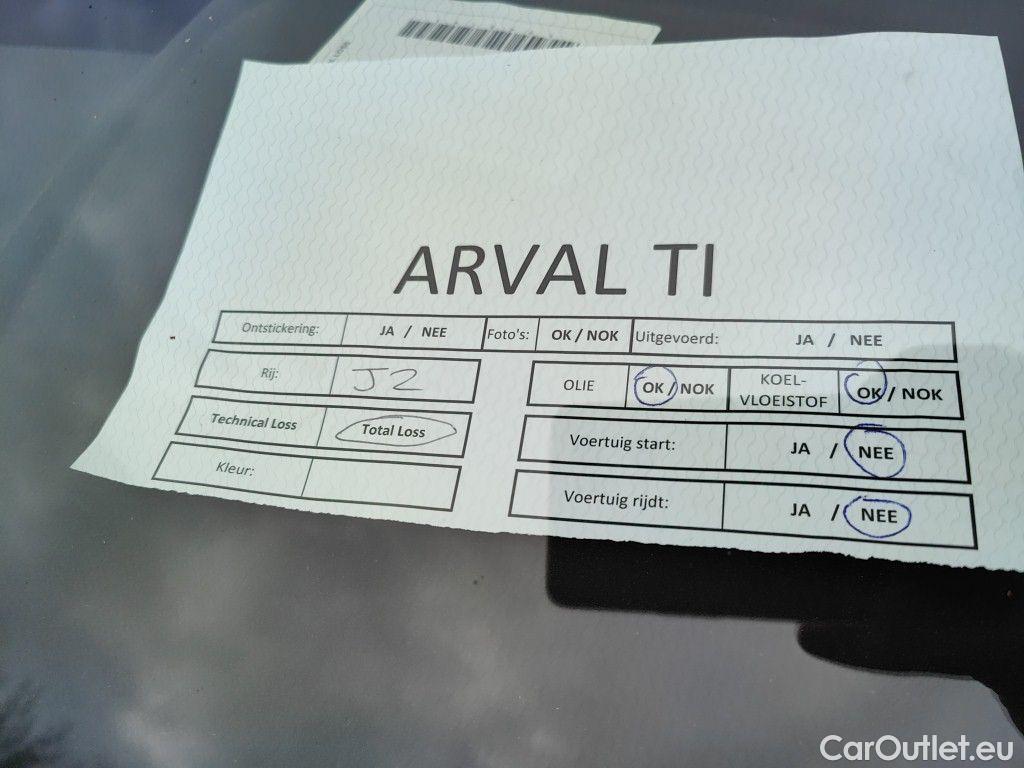 ARVAL TI
Ontstickering: JA / NEE Foto's: OK / NOK Uitgevoerd: JA / NEE
Rij: J2
OLIE OK / NOK KOEL-VLOEISTOF OK / NOK
Technical Loss Total Loss
Voertuig start: JA / NEE
Kleur:
Voertuig rijdt: JA / NEE
CarOutlet.eu